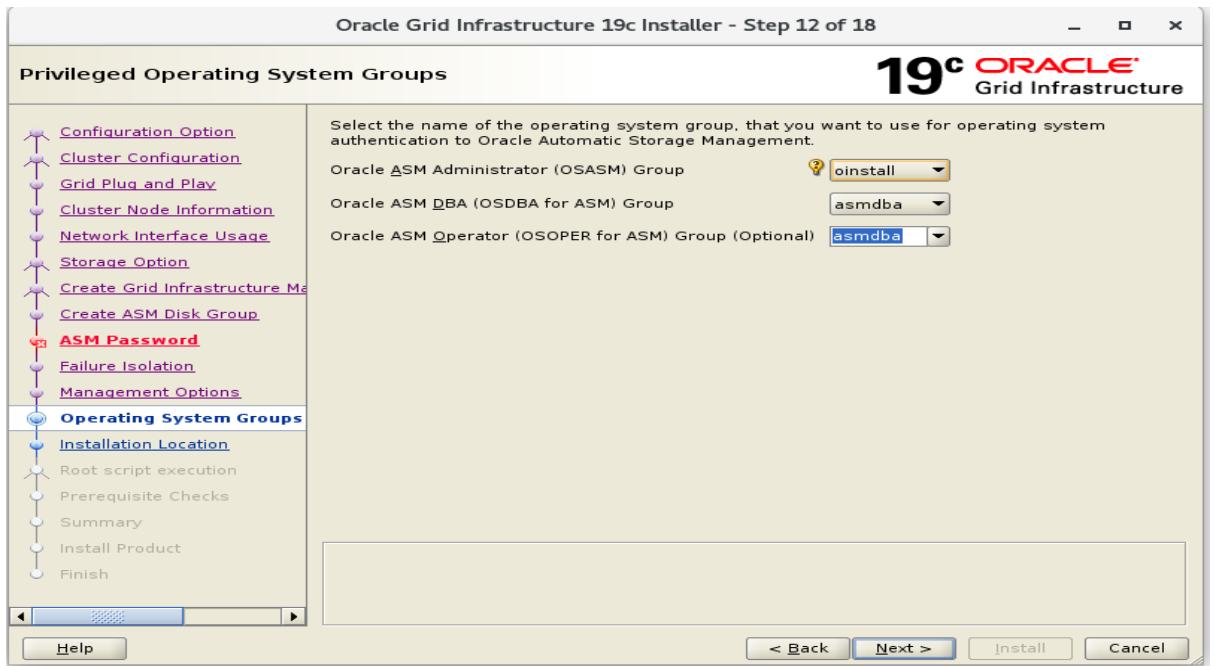 Oracle Grid Infrastructure 19c Installer - Step 12 of 18
Privileged Operating System Groups
19c ORACLE
Grid Infrastructure
Configuration Option
Cluster Configuration
Grid Plug and Play
Cluster Node Information
Network Interface Usage
Storage Option
Create Grid Infrastructure Ma
Create ASM Disk Group
ASM Password
Failure Isolation
Management Options
Operating System Groups
Installation Location
Root script execution
Prerequisite Checks
Summary
Install Product
Finish
Select the name of the operating system group, that you want to use for operating system
authentication to Oracle Automatic Storage Management.
Oracle ASM Administrator (OSASM) Group oinstall
Oracle ASM DBA (OSDBA for ASM) Group asmdba
Oracle ASM Operator (OSOPER for ASM) Group (Optional) asmdba
Help
< Back Next > Install Cancel